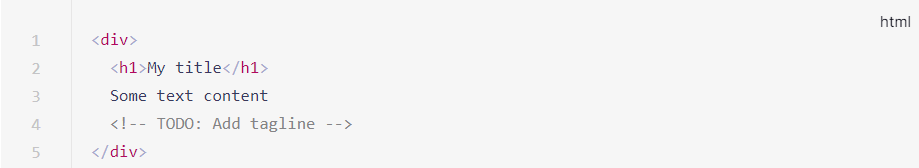 html
1 <div>
2   <h1>My title</h1>
3   Some text content
4   <!-- TODO: Add tagline -->
5 </div>